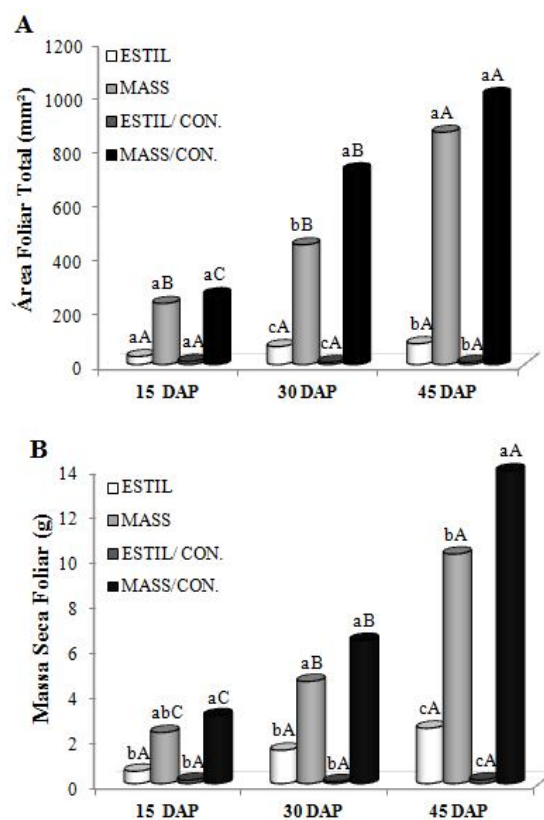 A
1200
1000
800
600
400
200
0
Área Foliar Total (mm²)
ESTIL
MASS
ESTIL/ CON.
MASS/CON.
aA aB aA aC
cA bB cA aB
bA aA bA aA
15 DAP 30 DAP 45 DAP
B
14
12
10
8
6
4
2
0
Massa Seca Foliar (g)
ESTIL
MASS
ESTIL/ CON.
MASS/CON.
bA abC bA aC
bA aB bA aB
cA bA cA aA
15 DAP 30 DAP 45 DAP